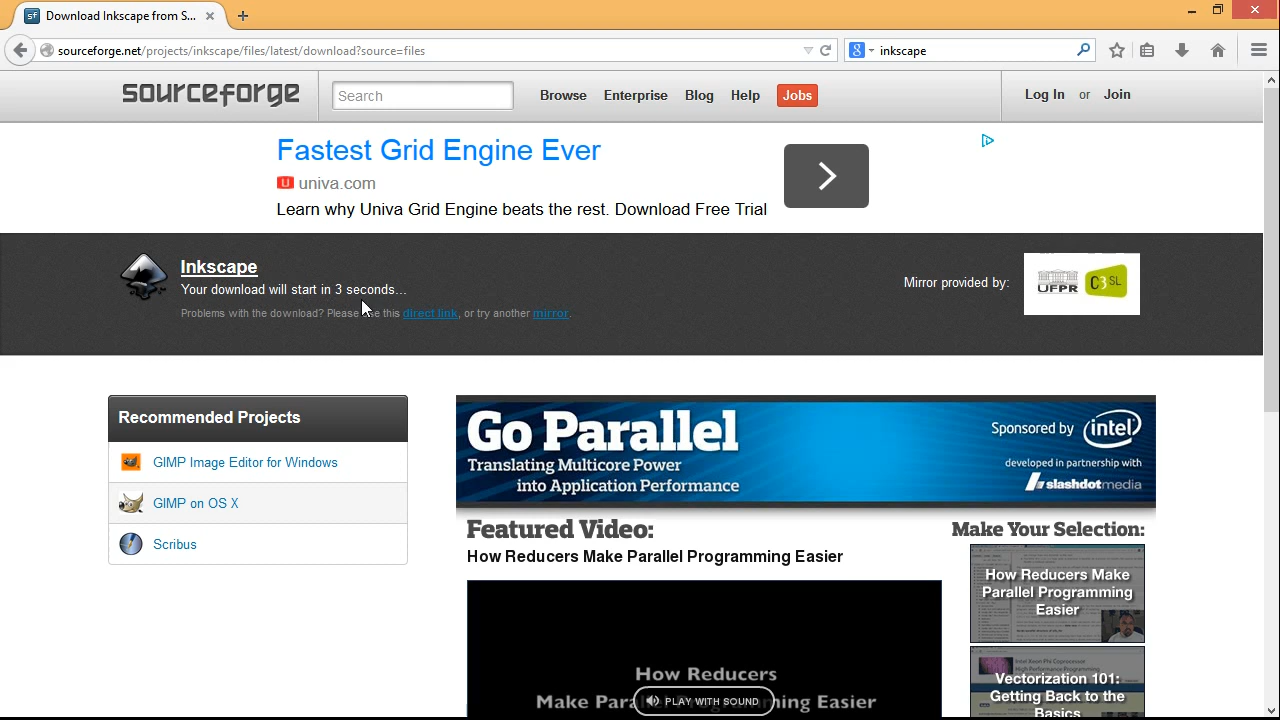 sf Download Inkscape from S...
sourceforge.net/projects/inkscape/files/latest/download?source=files
8 inkscape
sourceforge
Search
Browse Enterprise Blog Help Jobs
Log In or Join
Fastest Grid Engine Ever
U univa.com
Learn why Univa Grid Engine beats the rest. Download Free Trial
Inkscape
Your download will start in 3 seconds...
Problems with the download? Please use this direct link, or try another mirror.
Mirror provided by:
UFPR C3SL
Recommended Projects
GIMP Image Editor for Windows
GIMP on OS X
Scribus
Go Parallel
Translating Multicore Power
into Application Performance
Sponsored by intel
developed in partnership with
slashdotmedia
Featured Video:
How Reducers Make Parallel Programming Easier
Make Your Selection:
How Reducers
Make Parallel Programming Easier
PLAY WITH SOUND
How Reducers Make
Parallel Programming
Easier
Vectorization 101:
Getting Back to the
Basics